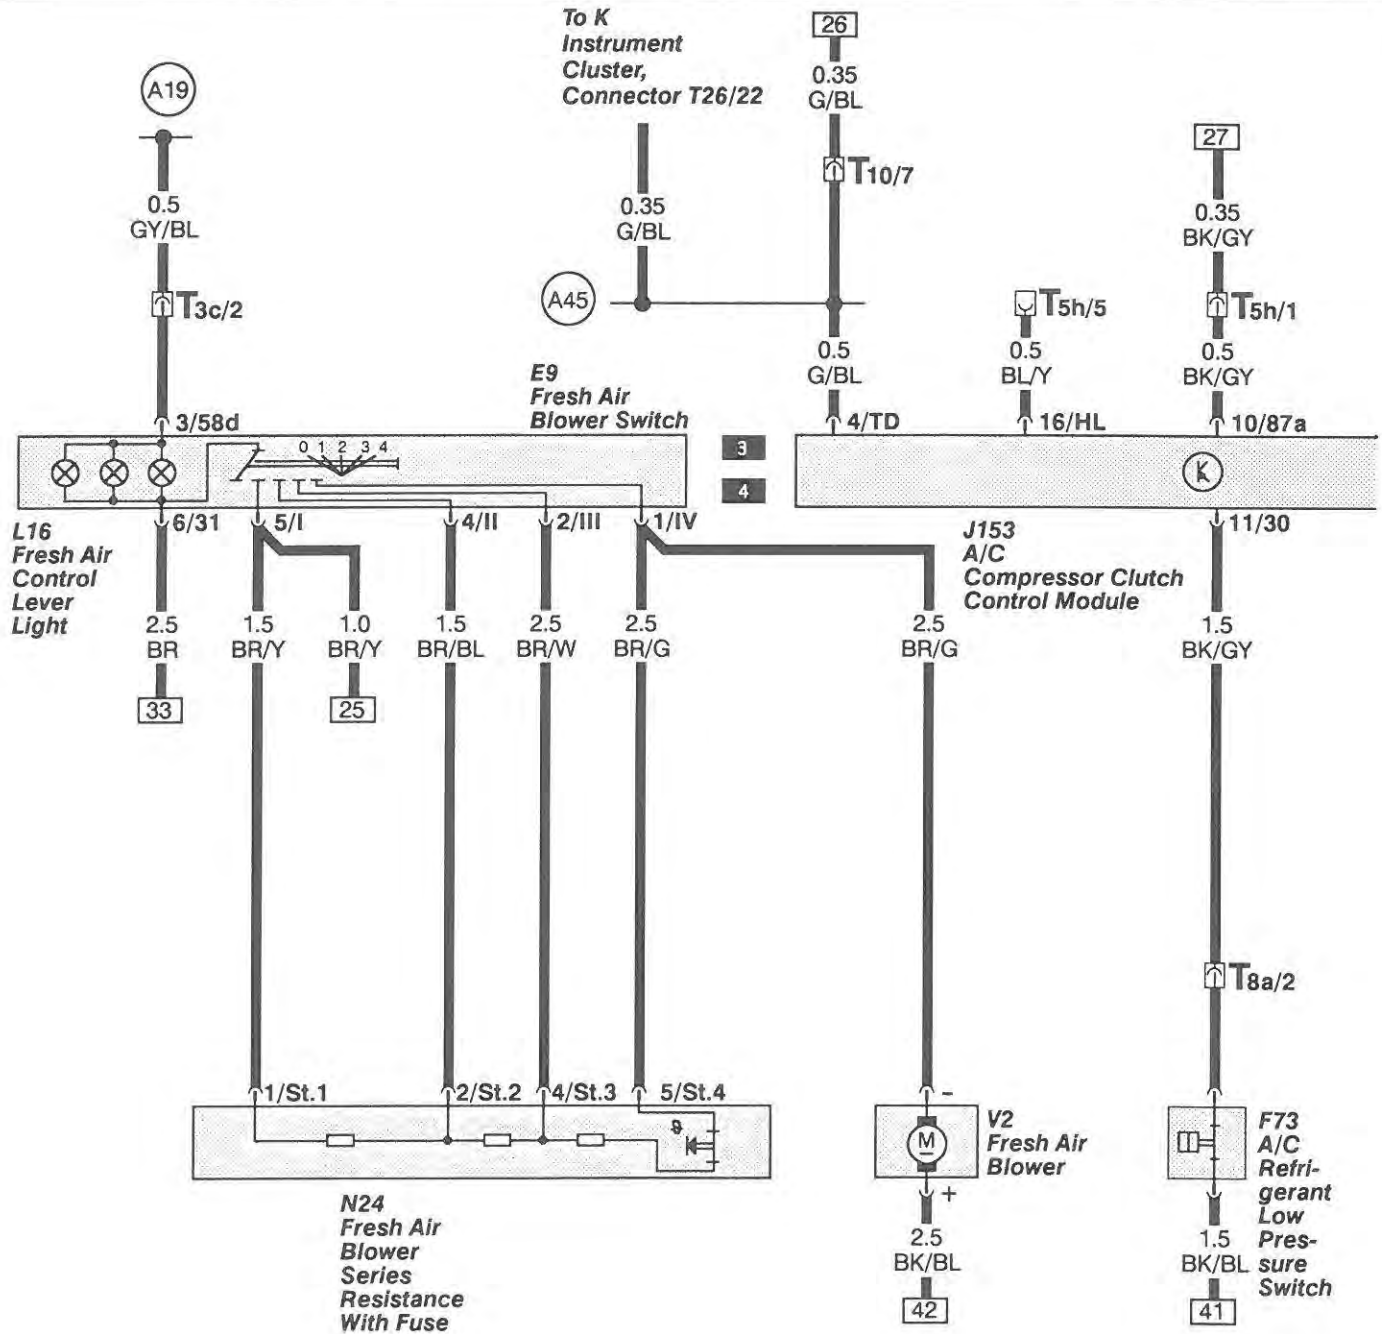 To K
Instrument
Cluster,
Connector T26/22
26
A19
0.35
G/BL
27
T10/7
0.5
GY/BL
0.35
G/BL
0.35
BK/GY
T3c/2
A45
T5h/5
T5h/1
0.5
G/BL
0.5
BL/Y
0.5
BK/GY
E9
Fresh Air
Blower Switch
3/58d
4/TD
16/HL
10/87a
0 1 2 3 4
3
4
K
6/31
5/I
4/II
2/III
1/IV
11/30
L16
Fresh Air
Control
Lever
Light
J153
A/C
Compressor Clutch
Control Module
2.5
BR
1.5
BR/Y
1.0
BR/Y
1.5
BR/BL
2.5
BR/W
2.5
BR/G
2.5
BR/G
1.5
BK/GY
33
25
T8a/2
1/St.1
2/St.2
4/St.3
5/St.4
-
ϑ
M
+
V2
Fresh Air
Blower
F73
A/C
Refri-
gerant
Low
Pres-
sure
Switch
N24
Fresh Air
Blower
Series
Resistance
With Fuse
2.5
BK/BL
1.5
BK/BL
42
41